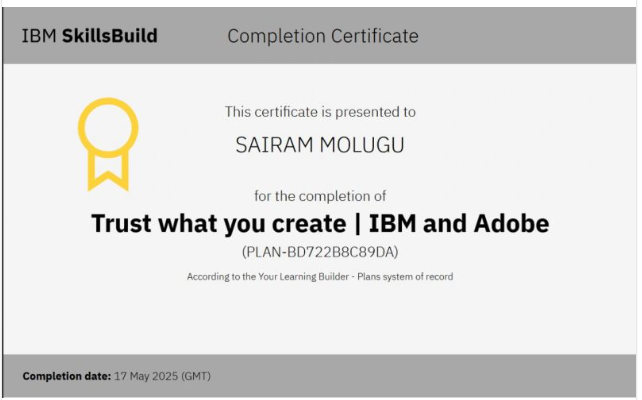 IBM SkillsBuild Completion Certificate
This certificate is presented to
SAIRAM MOLUGU
for the completion of
Trust what you create | IBM and Adobe
(PLAN-BD722B8C89DA)
According to the Your Learning Builder - Plans system of record
Completion date: 17 May 2025 (GMT)